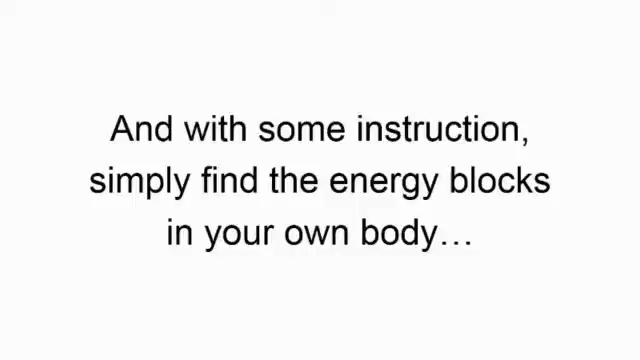 And with some instruction,
simply find the energy blocks
in your own body…